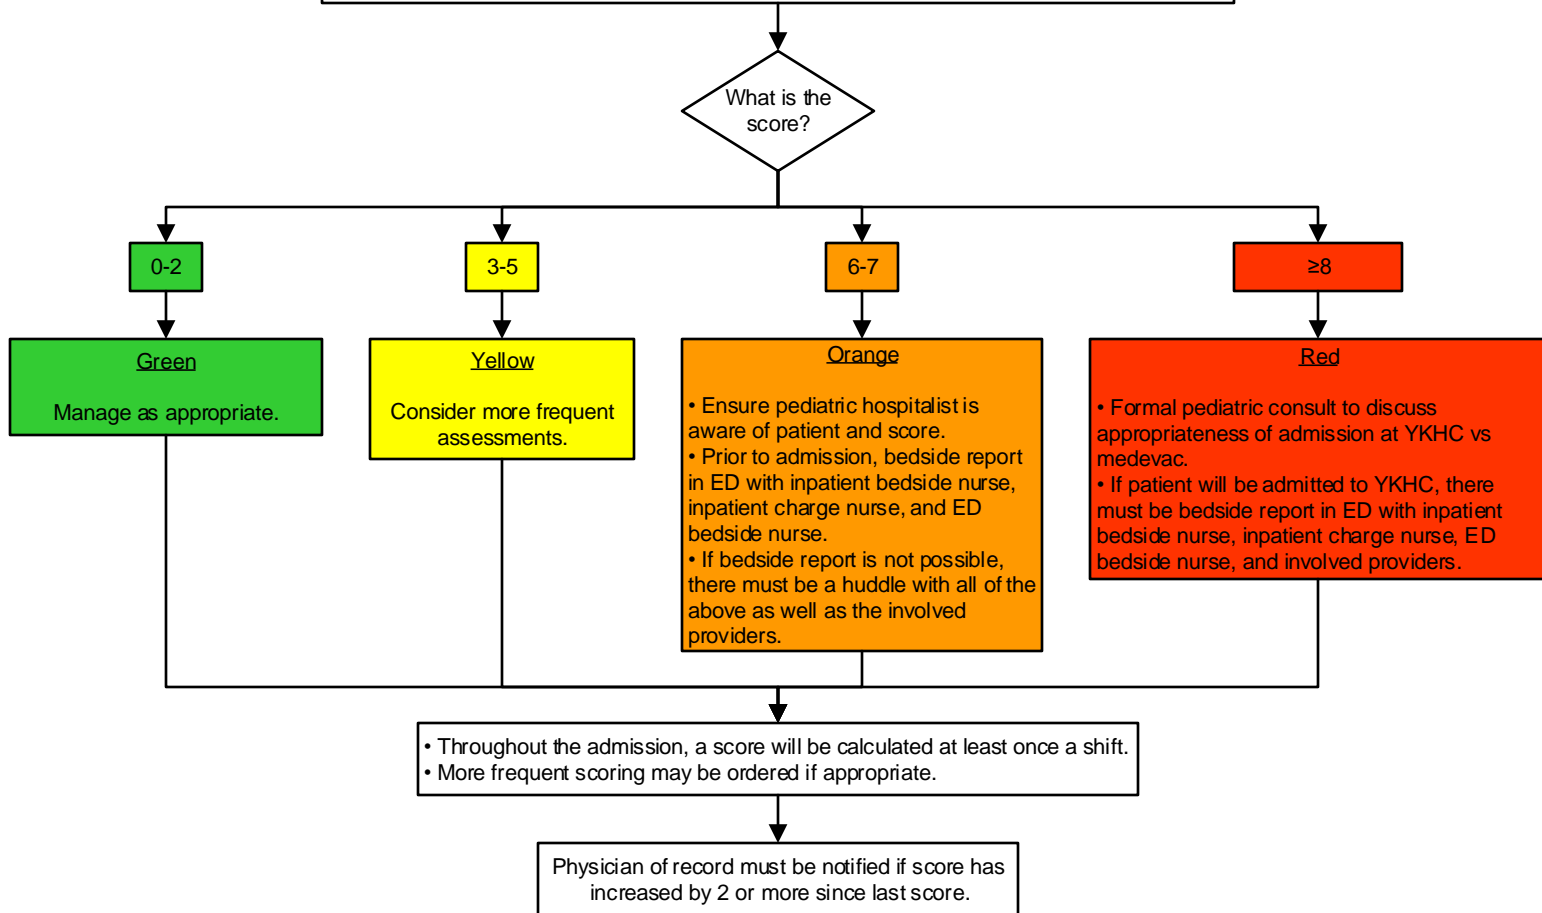 What is the
score?
0-2
3-5
6-7
≥8
Green
Manage as appropriate.
Yellow
Consider more frequent
assessments.
Orange
• Ensure pediatric hospitalist is
aware of patient and score.
• Prior to admission, bedside report
in ED with inpatient bedside nurse,
inpatient charge nurse, and ED
bedside nurse.
• If bedside report is not possible,
there must be a huddle with all of the
above as well as the involved
providers.
Red
• Formal pediatric consult to discuss
appropriateness of admission at YKHC vs
medevac.
• If patient will be admitted to YKHC, there
must be bedside report in ED with inpatient
bedside nurse, inpatient charge nurse, ED
bedside nurse, and involved providers.
• Throughout the admission, a score will be calculated at least once a shift.
• More frequent scoring may be ordered if appropriate.
Physician of record must be notified if score has
increased by 2 or more since last score.